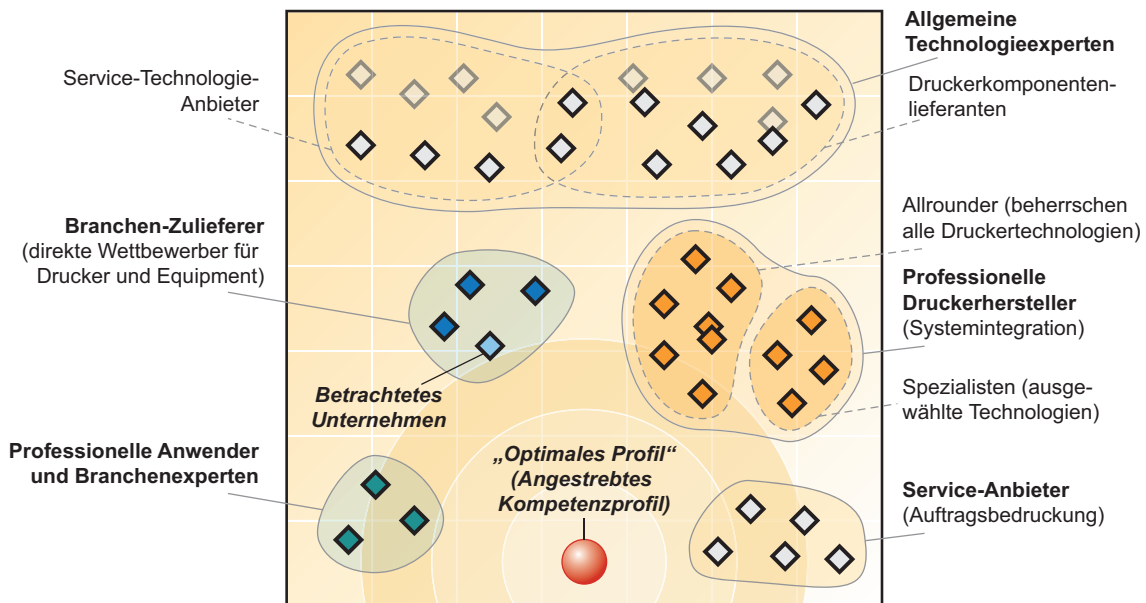 Service-Technologie-
Anbieter
Allgemeine
Technologieexperten
Druckerkomponenten-
lieferanten
Branchen-Zulieferer
(direkte Wettbewerber für
Drucker und Equipment)
Allrounder (beherrschen
alle Druckertechnologien)
Professionelle
Druckerhersteller
(Systemintegration)
Betrachtetes
Unternehmen
Spezialisten (ausge-
wählte Technologien)
Professionelle Anwender
und Branchenexperten
„Optimales Profil“
(Angestrebtes
Kompetenzprofil)
Service-Anbieter
(Auftragsbedruckung)